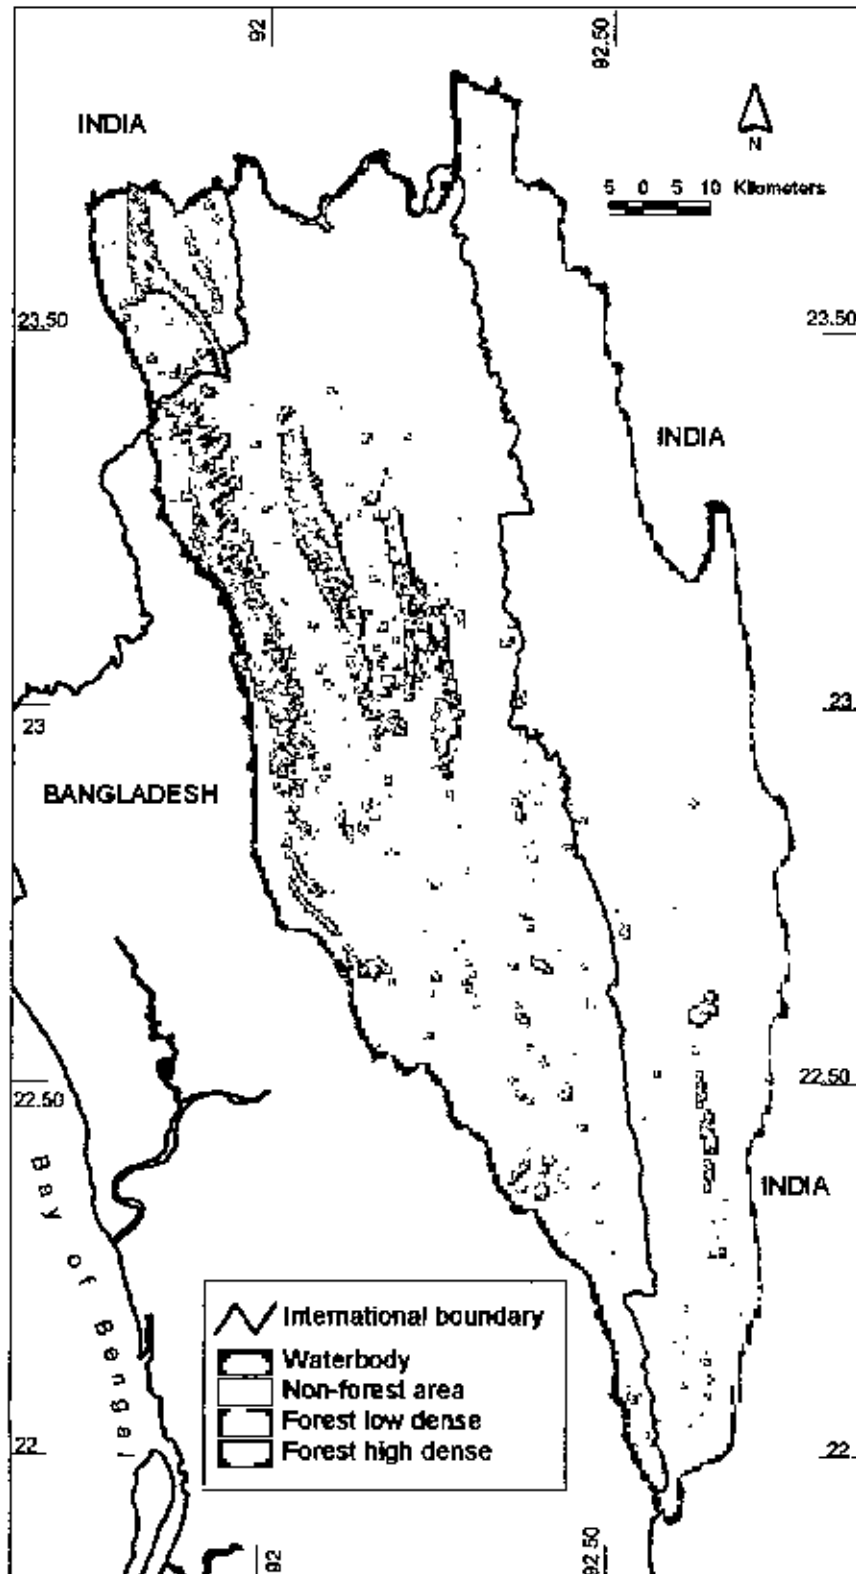 92
92.50
INDIA
N
5 0 5 10 Kilometers
23.50
23.50
INDIA
23
23
BANGLADESH
22.50
22.50
INDIA
Bay of Bengal
International boundary
Waterbody
Non-forest area
Forest low dense
Forest high dense
22
22
92
92.50